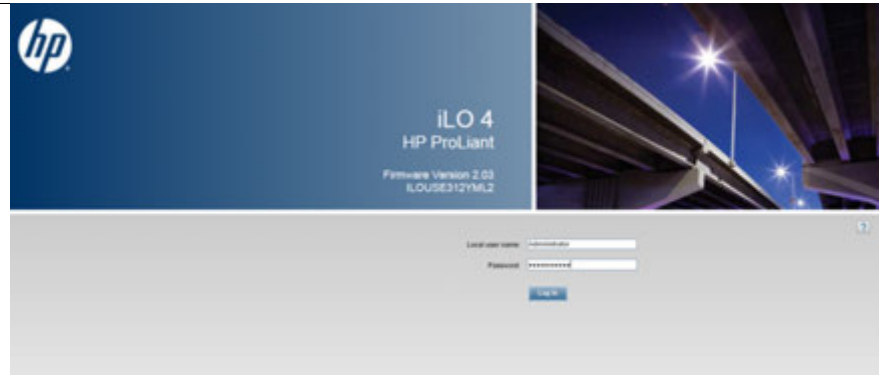 hp
iLO 4
HP ProLiant
Firmware Version 2.03
ILOUSE312YML2
?
Local user name
Administrator
Password
Log In